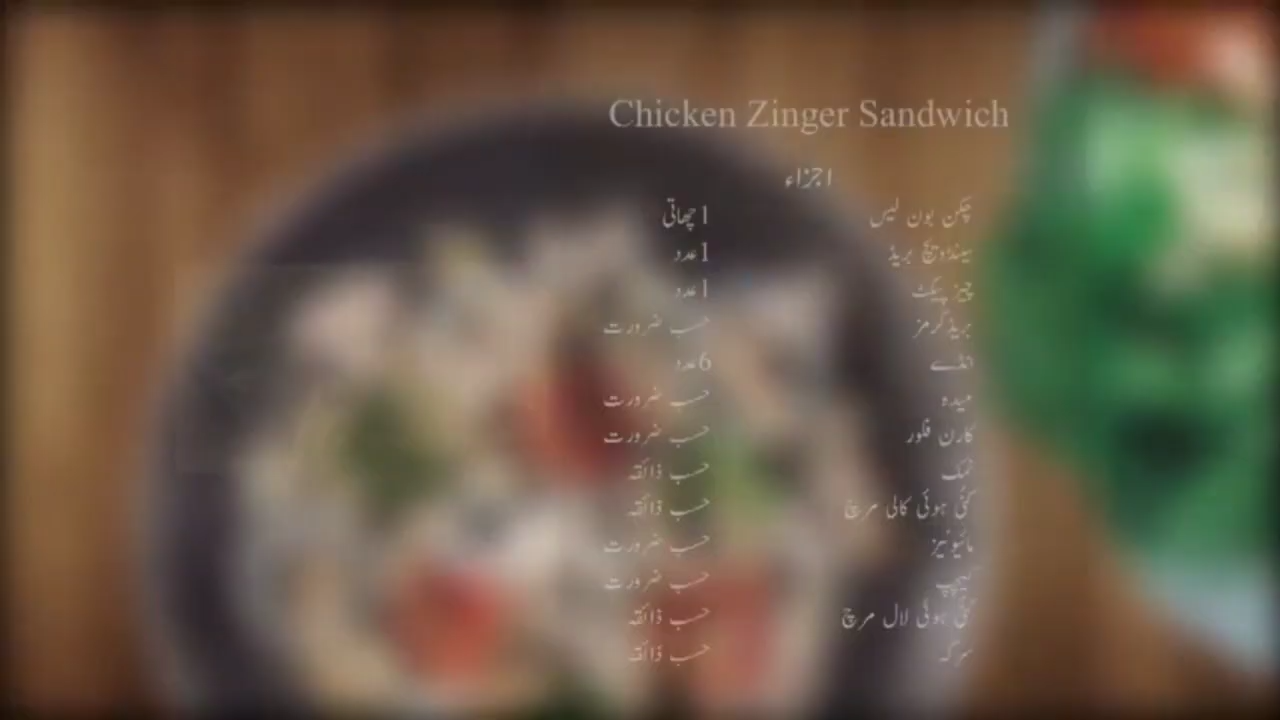 Chicken Zinger Sandwich
اجزاء
چکن بون لیس 1 چھاتی
سینڈویچ بریڈ 1 عدد
چیز پیکٹ 1 عدد
بریڈ کرمز حسب ضرورت
انڈے 6 عدد
میدہ حسب ضرورت
کارن فلور حسب ضرورت
نمک حسب ذائقہ
کٹی ہوئی کالی مرچ حسب ذائقہ
مائیونیز حسب ضرورت
کیچپ حسب ضرورت
کٹی ہوئی لال مرچ حسب ذائقہ
سرکہ حسب ذائقہ